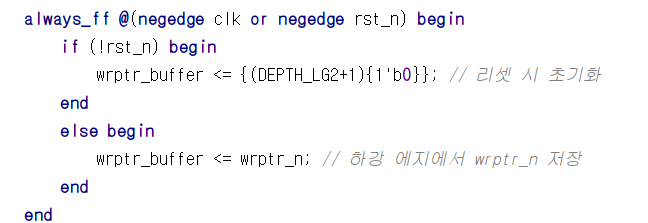 always_ff @(negedge clk or negedge rst_n) begin
    if (!rst_n) begin
        wrptr_buffer <= {(DEPTH_LG2+1){1'b0}}; // 리셋 시 초기화
    end
    else begin
        wrptr_buffer <= wrptr_n; // 하강 에지에서 wrptr_n 저장
    end
end